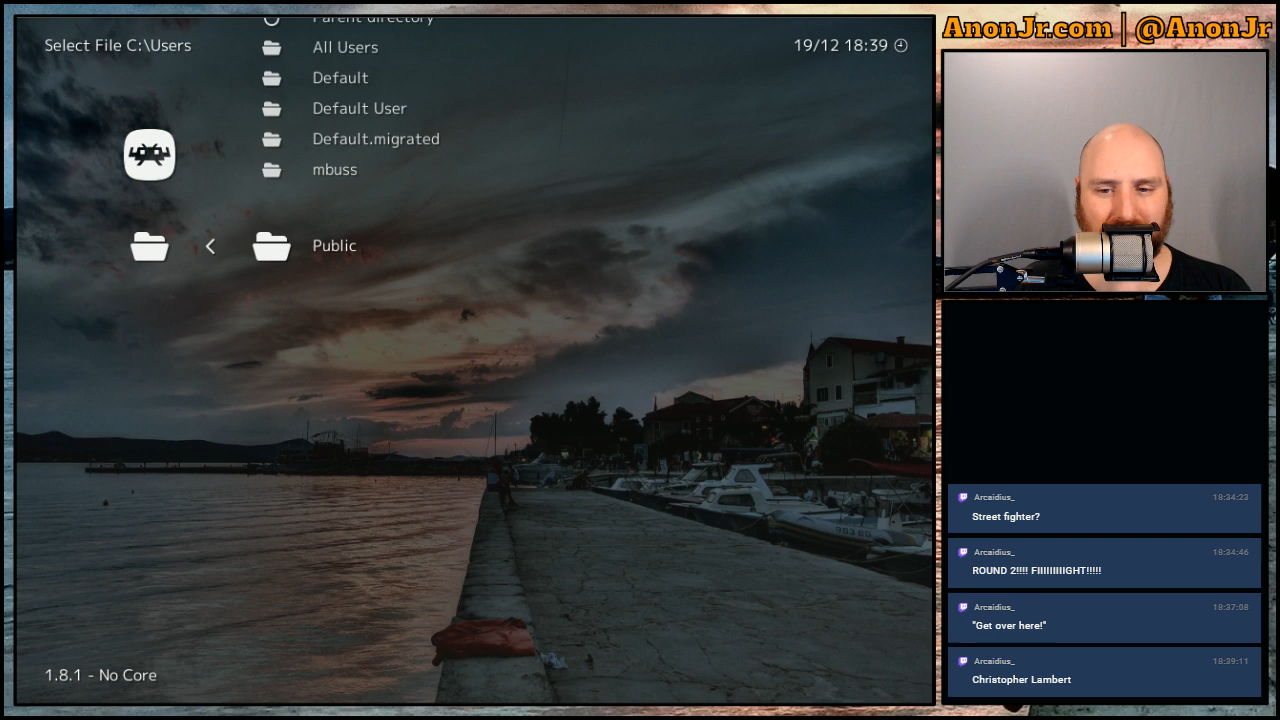 Parent directory
Select File C:\Users
19/12 18:39
All Users
Default
Default User
Default.migrated
mbuss
Public
1.8.1 - No Core
AnonJr.com | @AnonJr
Arcaidius_ 18:34:23
Street fighter?
Arcaidius_ 18:34:46
ROUND 2!!!! FIIIIIIIIIGHT!!!!!
Arcaidius_ 18:37:08
"Get over here!"
Arcaidius_ 18:39:11
Christopher Lambert